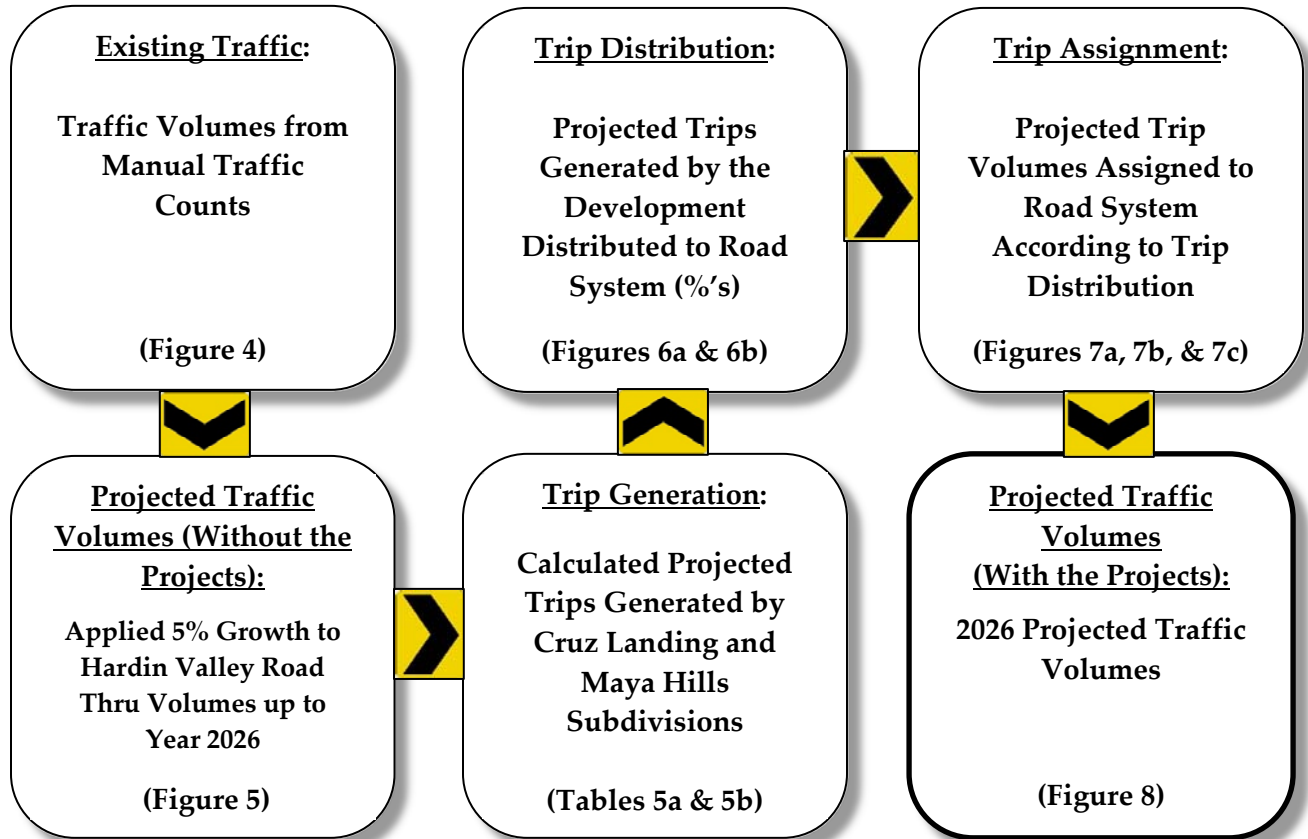 Existing Traffic:
Traffic Volumes from
Manual Traffic
Counts
(Figure 4)
Projected Traffic
Volumes (Without the
Projects):
Applied 5% Growth to
Hardin Valley Road
Thru Volumes up to
Year 2026
(Figure 5)
Trip Generation:
Calculated Projected
Trips Generated by
Cruz Landing and
Maya Hills
Subdivisions
(Tables 5a & 5b)
Trip Distribution:
Projected Trips
Generated by the
Development
Distributed to Road
System (%’s)
(Figures 6a & 6b)
Trip Assignment:
Projected Trip
Volumes Assigned to
Road System
According to Trip
Distribution
(Figures 7a, 7b, & 7c)
Projected Traffic
Volumes
(With the Projects):
2026 Projected Traffic
Volumes
(Figure 8)